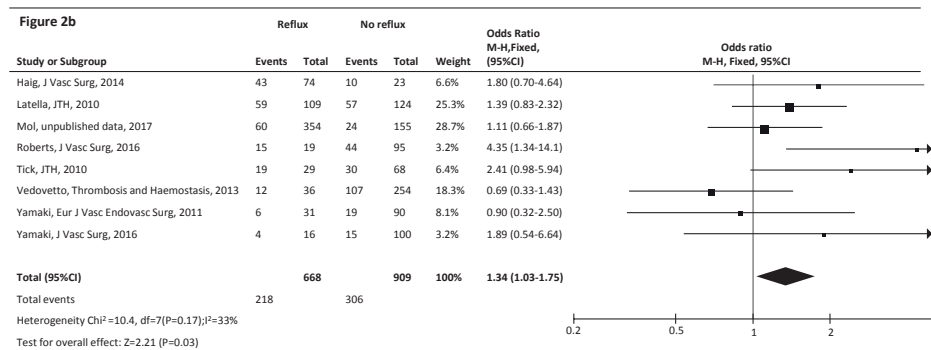 Figure 2b
Reflux No reflux
Odds Ratio
M-H,Fixed, Odds ratio
Study or Subgroup Events Total Events Total Weight (95%CI) M-H, Fixed, 95%CI
Haig, J Vasc Surg, 2014 43 74 10 23 6.6% 1.80 (0.70-4.64)
Latella, JTH, 2010 59 109 57 124 25.3% 1.39 (0.83-2.32)
Mol, unpublished data, 2017 60 354 24 155 28.7% 1.11 (0.66-1.87)
Roberts, J Vasc Surg, 2016 15 19 44 95 3.2% 4.35 (1.34-14.1)
Tick, JTH, 2010 19 29 30 68 6.4% 2.41 (0.98-5.94)
Vedovetto, Thrombosis and Haemostasis, 2013 12 36 107 254 18.3% 0.69 (0.33-1.43)
Yamaki, Eur J Vasc Endovasc Surg, 2011 6 31 19 90 8.1% 0.90 (0.32-2.50)
Yamaki, J Vasc Surg, 2016 4 16 15 100 3.2% 1.89 (0.54-6.64)
Total (95%CI) 668 909 100% 1.34 (1.03-1.75)
Total events 218 306
Heterogeneity Chi²=10.4, df=7(P=0.17);I²=33%
Test for overall effect: Z=2.21 (P=0.03)
0.2 0.5 1 2